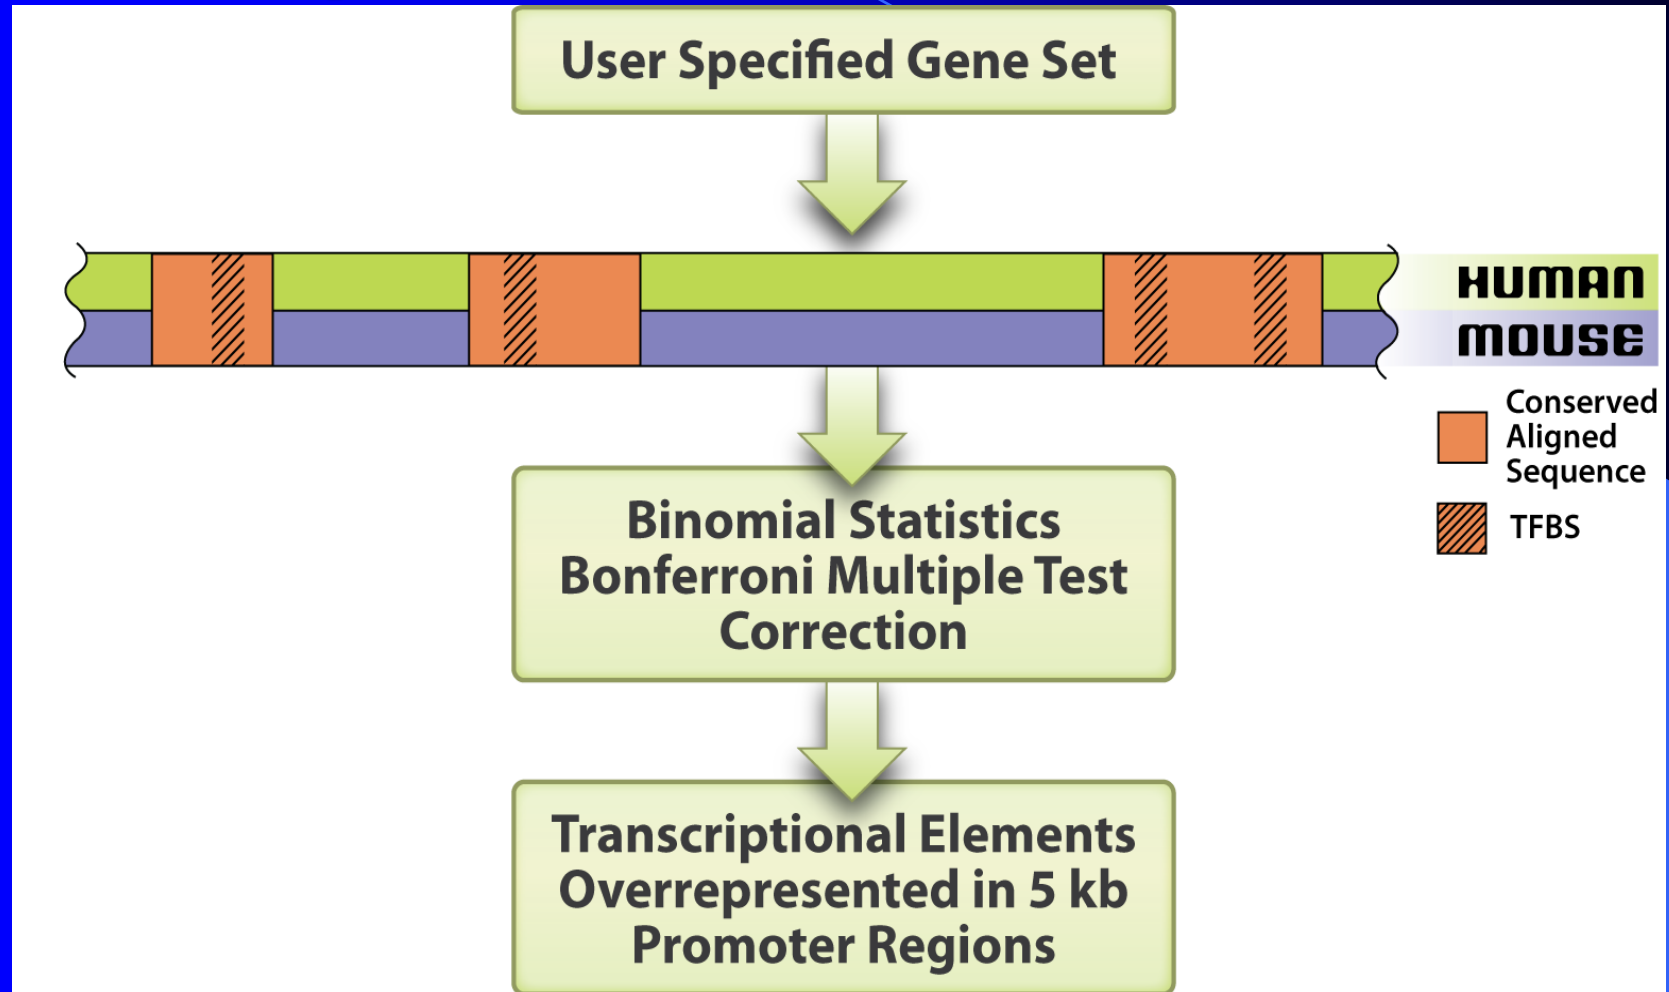 User Specified Gene Set
HUMAN
MOUSE
Conserved
Aligned
Sequence
TFBS
Binomial Statistics
Bonferroni Multiple Test
Correction
Transcriptional Elements
Overrepresented in 5 kb
Promoter Regions